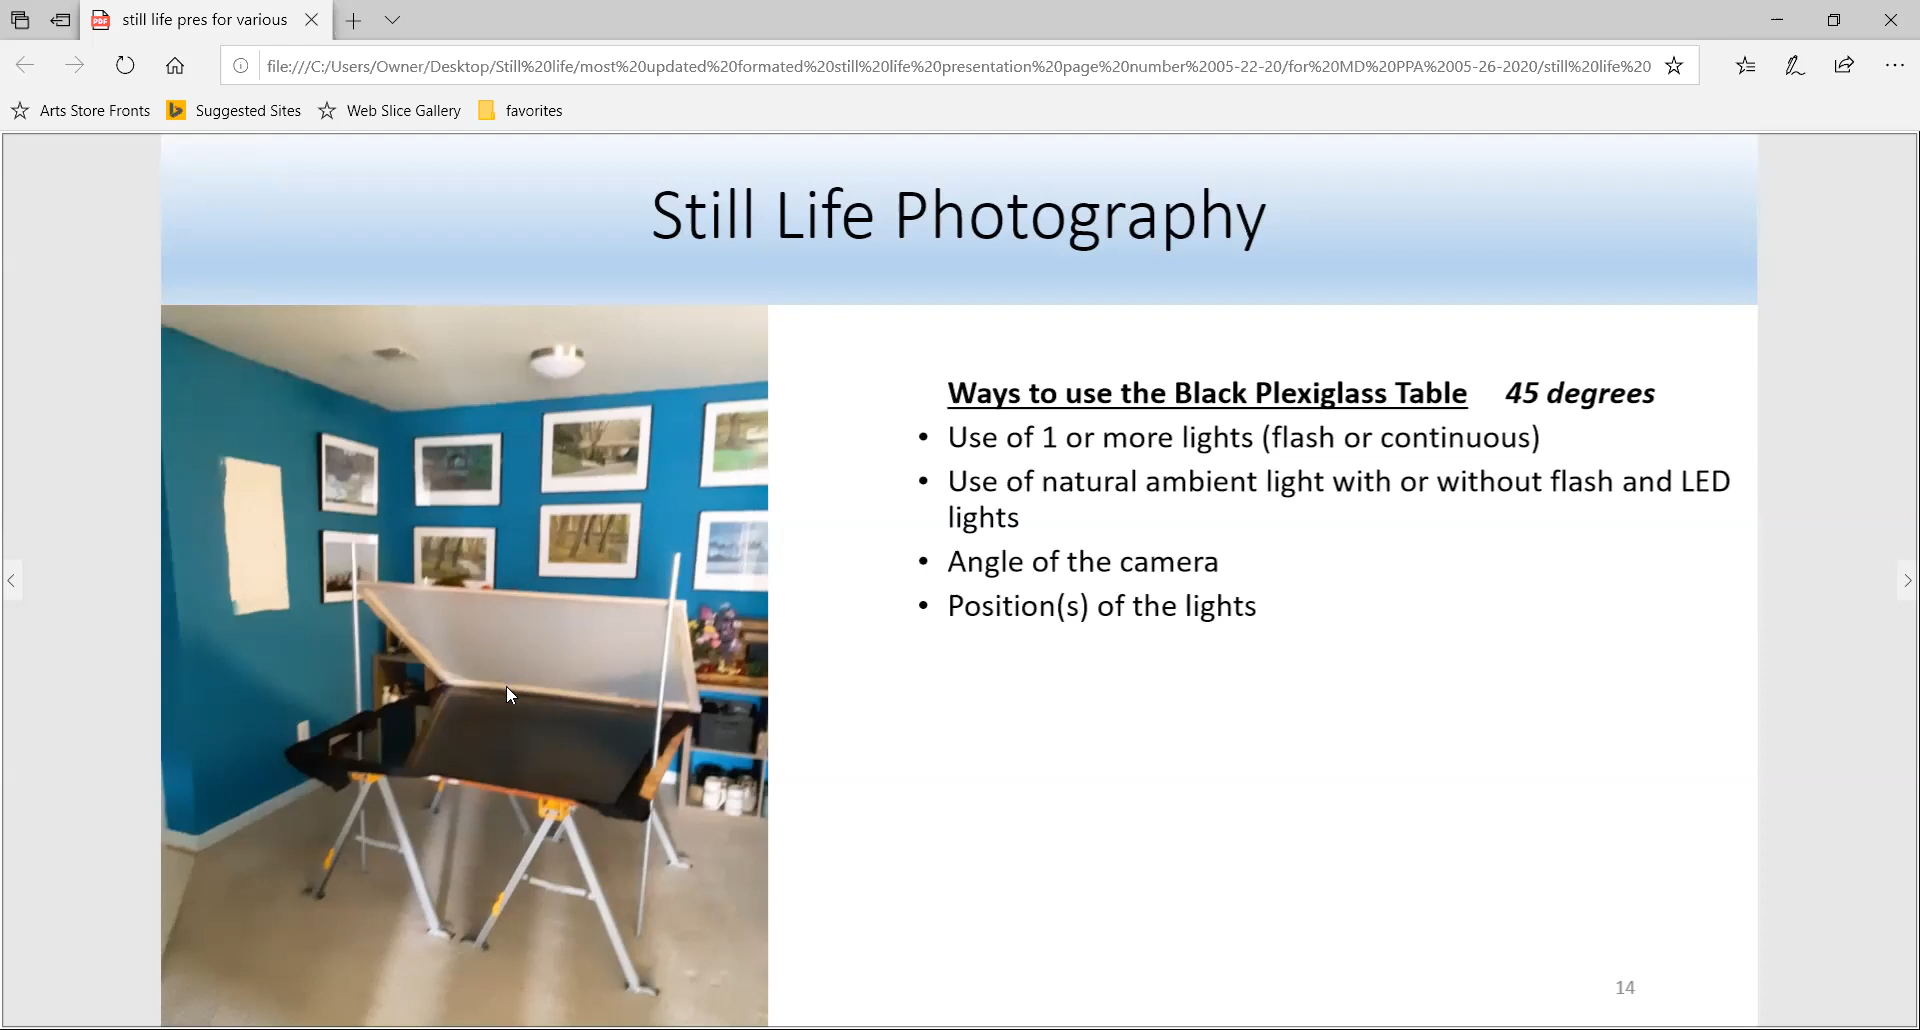 still life pres for various
file:///C:/Users/Owner/Desktop/Still%20life/most%20updated%20formated%20still%20life%20presentation%20page%20number%2005-22-20/for%20MD%20PPA%2005-26-2020/still%20life%20
Arts Store Fronts Suggested Sites Web Slice Gallery favorites
Still Life Photography
Ways to use the Black Plexiglass Table 45 degrees
• Use of 1 or more lights (flash or continuous)
• Use of natural ambient light with or without flash and LED
lights
• Angle of the camera
• Position(s) of the lights
14